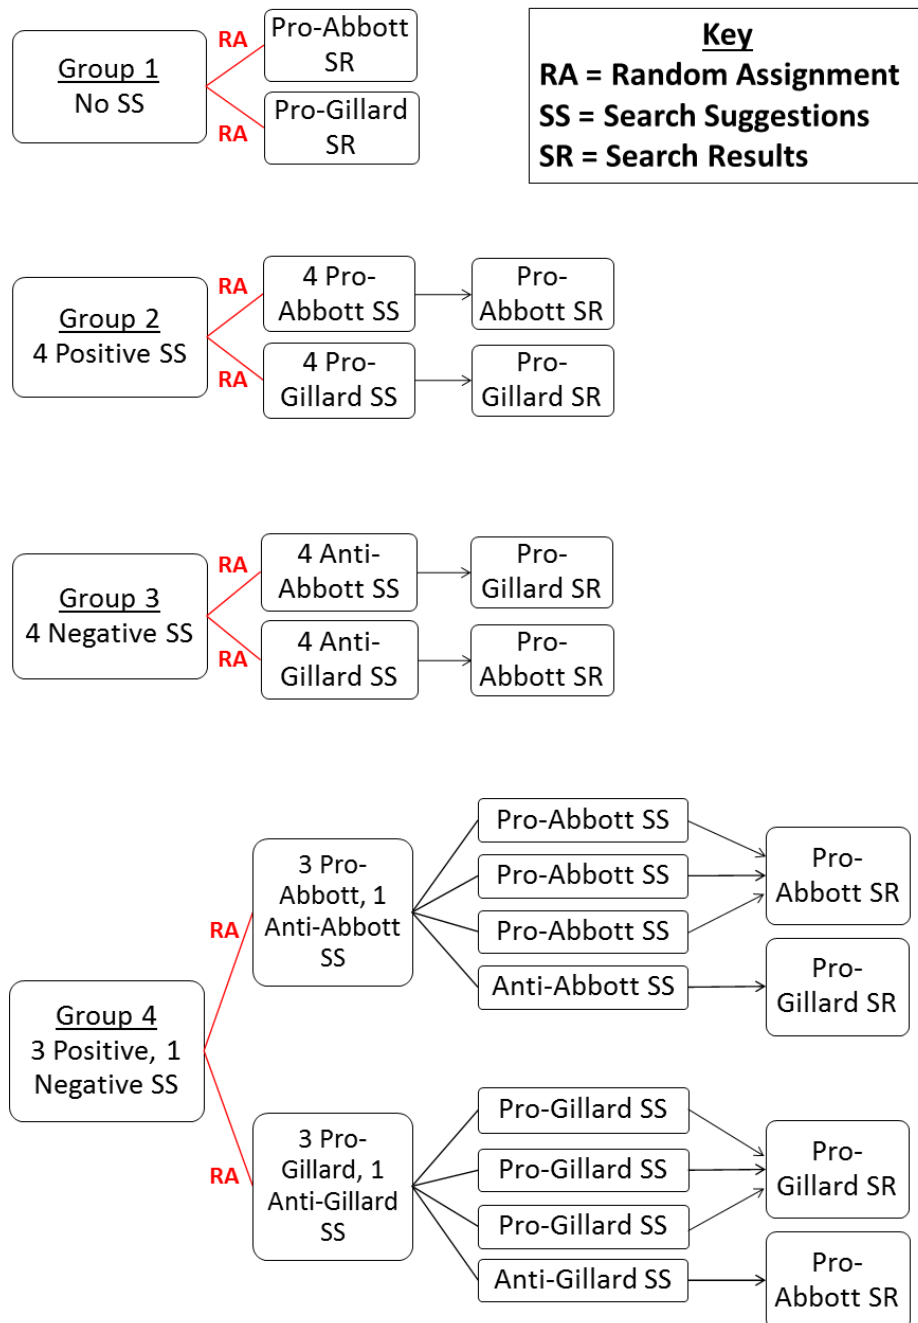 Key
RA = Random Assignment
SS = Search Suggestions
SR = Search Results
Group 1
No SS
RA
RA
Pro-Abbott
SR
Pro-Gillard
SR
Group 2
4 Positive SS
RA
RA
4 Pro-
Abbott SS
Pro-
Abbott SR
4 Pro-
Gillard SS
Pro-
Gillard SR
Group 3
4 Negative SS
RA
RA
4 Anti-
Abbott SS
Pro-
Gillard SR
4 Anti-
Gillard SS
Pro-
Abbott SR
Group 4
3 Positive, 1
Negative SS
RA
RA
3 Pro-
Abbott, 1
Anti-Abbott
SS
Pro-Abbott SS
Pro-Abbott SS
Pro-Abbott SS
Anti-Abbott SS
Pro-
Abbott SR
Pro-
Gillard SR
3 Pro-
Gillard, 1
Anti-Gillard
SS
Pro-Gillard SS
Pro-Gillard SS
Pro-Gillard SS
Anti-Gillard SS
Pro-
Gillard SR
Pro-
Abbott SR